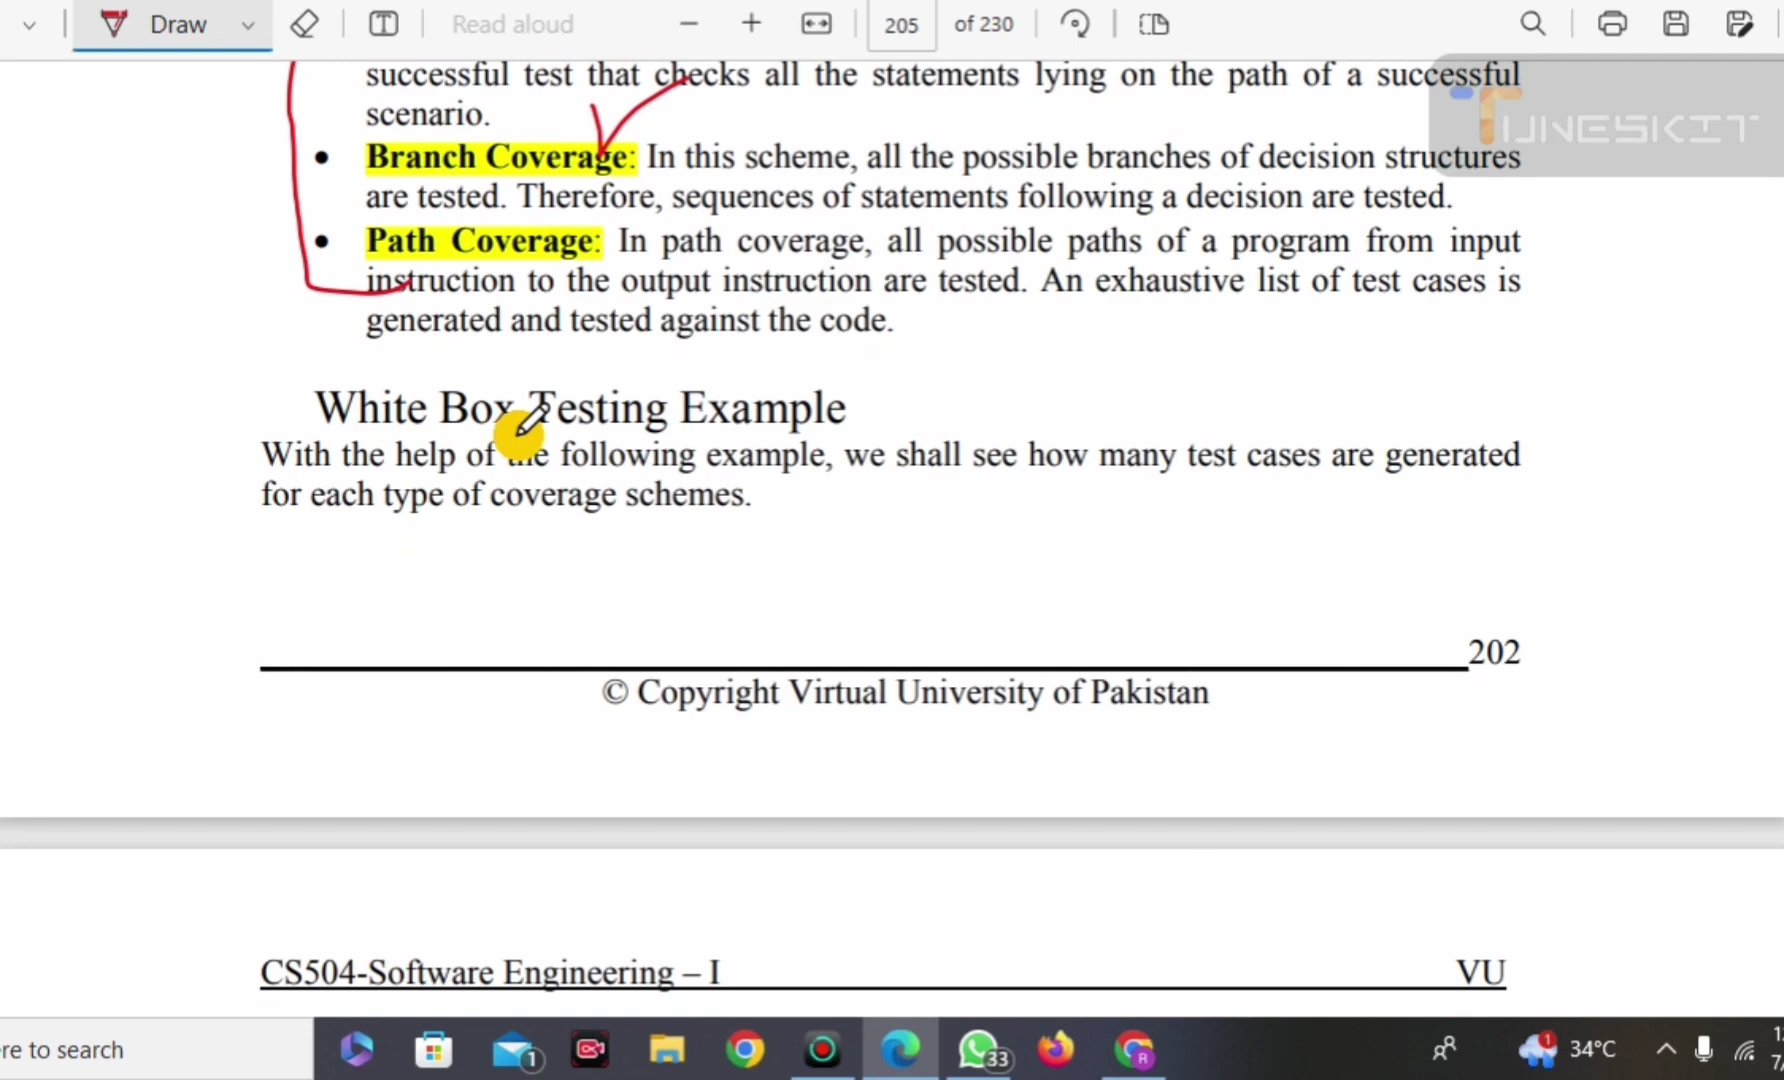 Draw
Read aloud
205 of 230
TUNESKIT
successful test that checks all the statements lying on the path of a successful
scenario.
• Branch Coverage: In this scheme, all the possible branches of decision structures
are tested. Therefore, sequences of statements following a decision are tested.
• Path Coverage: In path coverage, all possible paths of a program from input
instruction to the output instruction are tested. An exhaustive list of test cases is
generated and tested against the code.
White Box Testing Example
With the help of the following example, we shall see how many test cases are generated
for each type of coverage schemes.
202
© Copyright Virtual University of Pakistan
CS504-Software Engineering – I VU
re to search
1
33
R
1
34°C